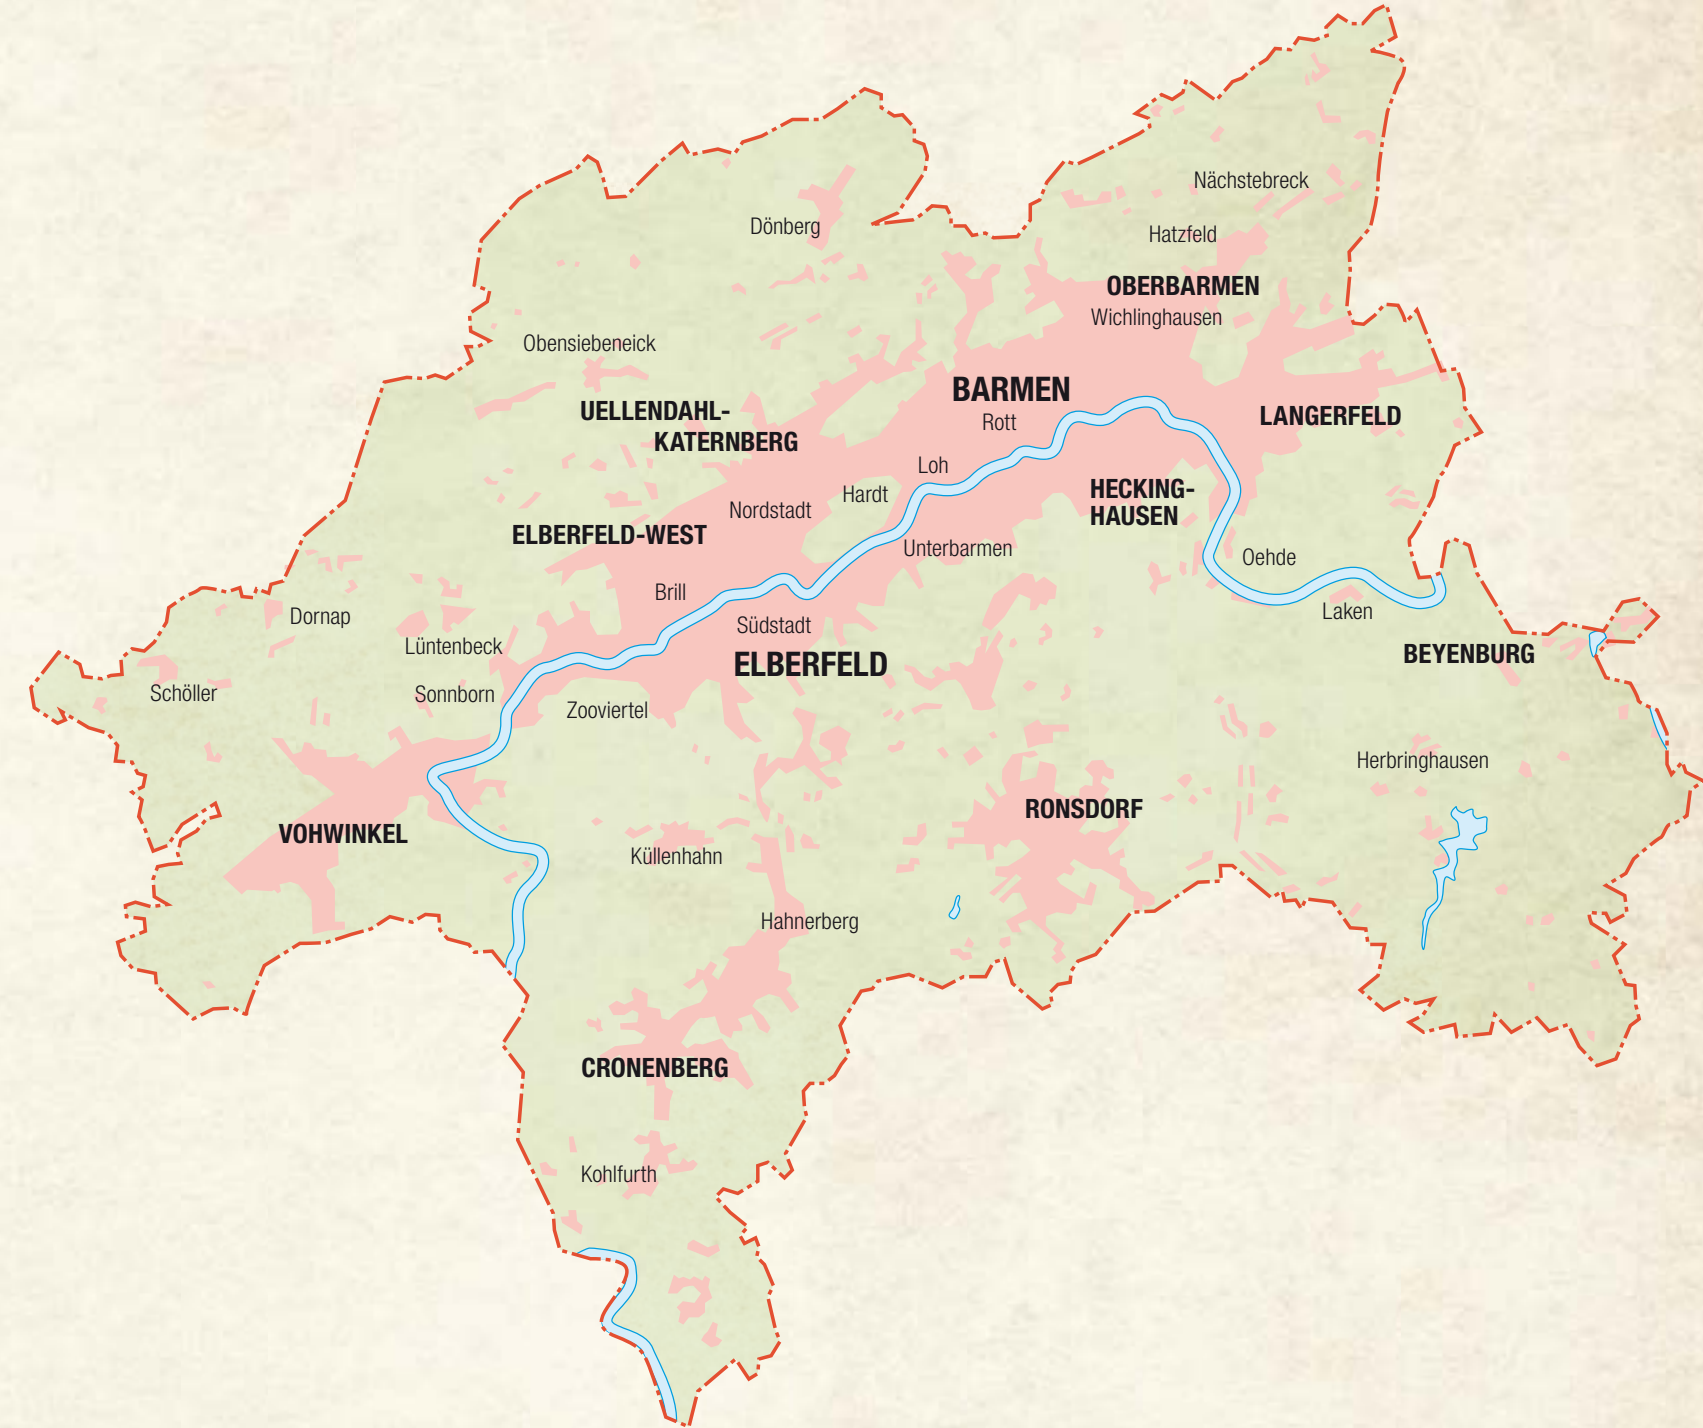 Nächstebreck
Dönberg
Hatzfeld
OBERBARMEN
Wichlinghausen
Obensiebeneick
BARMEN
UELLENDAHL-
KATERNBERG
LANGERFELD
Rott
Loh
Hardt
HECKING-
HAUSEN
Nordstadt
ELBERFELD-WEST
Unterbarmen
Oehde
Brill
Laken
Dornap
Südstadt
Lüntenbeck
BEYENBURG
ELBERFELD
Schöller
Sonnborn
Zooviertel
Herbringhausen
RONSDORF
VOHWINKEL
Küllenhahn
Hahnerberg
CRONENBERG
Kohlfurth